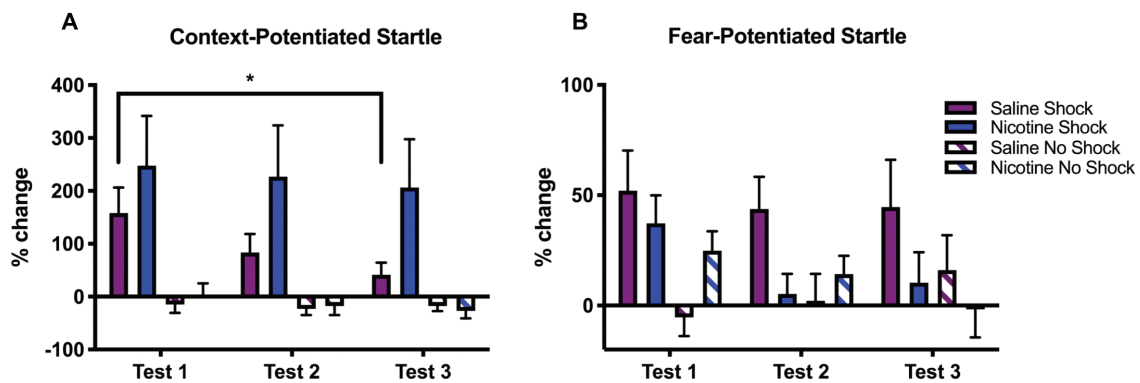 A
Context-Potentiated Startle
% change
400
300
200
100
0
-100
*
Test 1 Test 2 Test 3
B
Fear-Potentiated Startle
% change
100
50
0
Test 1 Test 2 Test 3
Saline Shock
Nicotine Shock
Saline No Shock
Nicotine No Shock